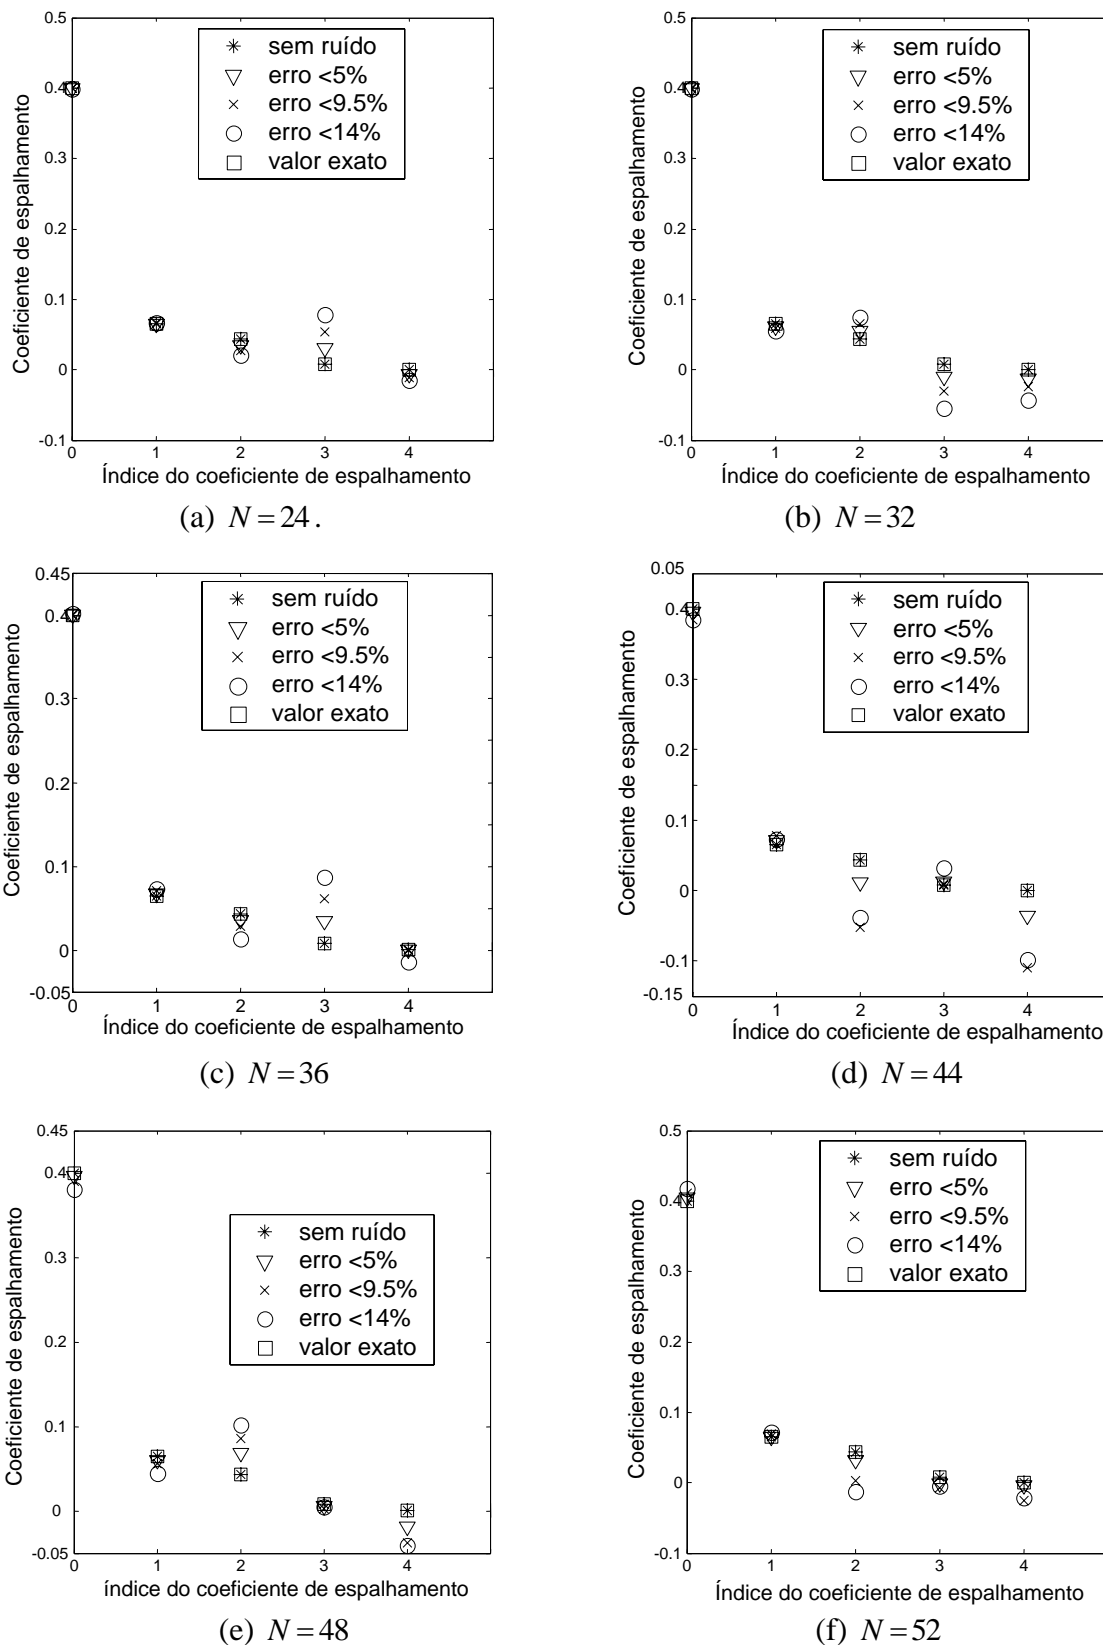 0.5
0.4
0.3
0.2
0.1
0
-0.1
Coeficiente de espalhamento
sem ruído
erro <5%
erro <9.5%
erro <14%
valor exato
0 1 2 3 4
Índice do coeficiente de espalhamento
(a) N = 24.
0.5
0.4
0.3
0.2
0.1
0
-0.1
Coeficiente de espalhamento
sem ruído
erro <5%
erro <9.5%
erro <14%
valor exato
0 1 2 3 4
Índice do coeficiente de espalhamento
(b) N = 32
0.45
0.4
0.3
0.2
0.1
0
-0.05
Coeficiente de espalhamento
sem ruído
erro <5%
erro <9.5%
erro <14%
valor exato
0 1 2 3 4
Índice do coeficiente de espalhamento
(c) N = 36
0.05
0.4
0.3
0.2
0.1
0
-0.1
-0.15
Coeficiente de espalhamento
sem ruído
erro <5%
erro <9.5%
erro <14%
valor exato
0 1 2 3 4
Índice do coeficiente de espalhamento
(d) N = 44
0.45
0.4
0.3
0.2
0.1
0
-0.05
Coeficiente de espalhamento
sem ruído
erro <5%
erro <9.5%
erro <14%
valor exato
0 1 2 3 4
índice do coeficiente de espalhamento
(e) N = 48
0.5
0.4
0.3
0.2
0.1
0
-0.1
Coeficiente de espalhamento
sem ruído
erro <5%
erro <9.5%
erro <14%
valor exato
0 1 2 3 4
Índice do coeficiente de espalhamento
(f) N = 52